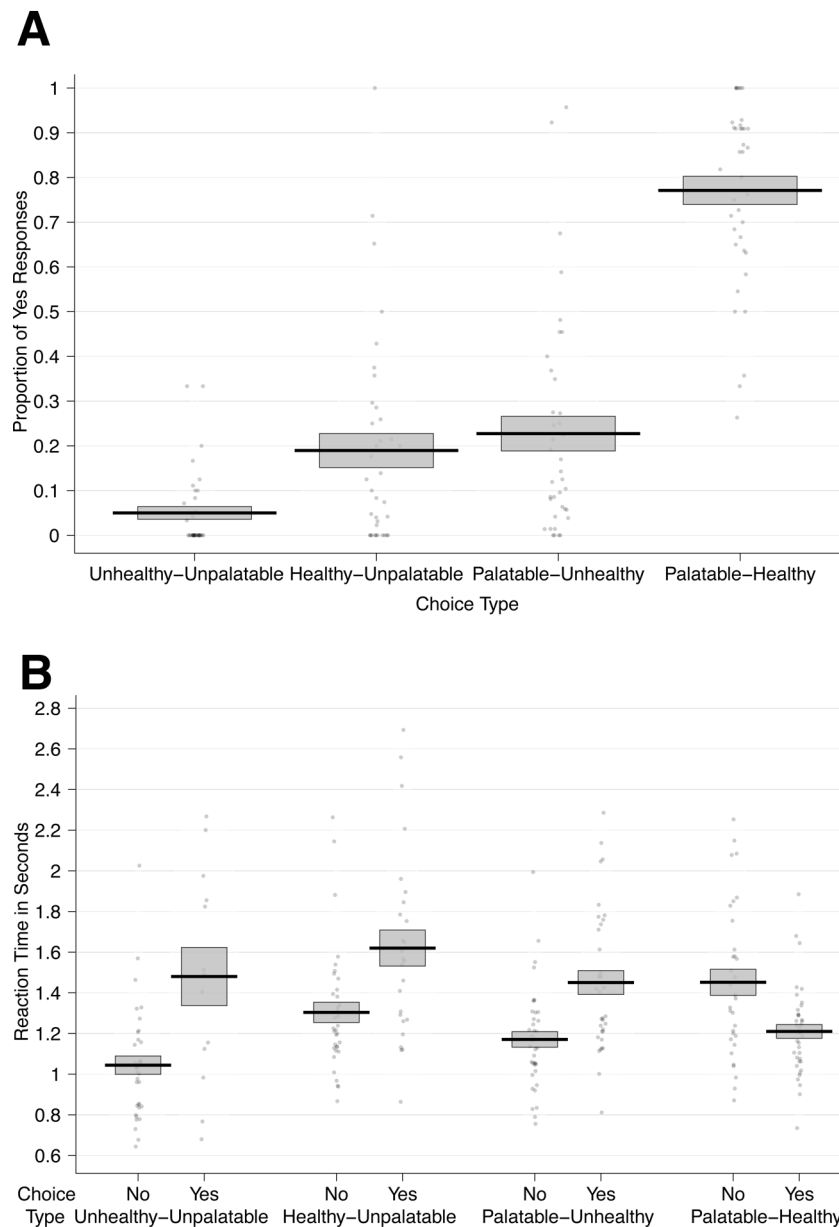 A
Proportion of Yes Responses
1
0.9
0.8
0.7
0.6
0.5
0.4
0.3
0.2
0.1
0
Unhealthy−Unpalatable Healthy−Unpalatable Palatable−Unhealthy Palatable−Healthy
Choice Type
B
Reaction Time in Seconds
2.8
2.6
2.4
2.2
2
1.8
1.6
1.4
1.2
1
0.8
0.6
Choice No Yes No Yes No Yes No Yes
Type Unhealthy−Unpalatable Healthy−Unpalatable Palatable−Unhealthy Palatable−Health